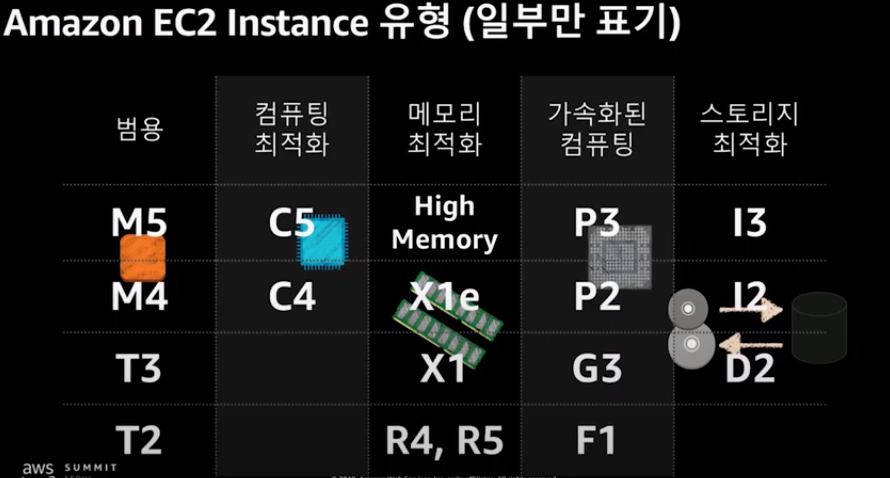 Amazon EC2 Instance 유형 (일부만 표기)
범용
컴퓨팅
최적화
메모리
최적화
가속화된
컴퓨팅
스토리지
최적화
M5 C5 High Memory P3 I3
M4 C4 X1e P2 I2
T3 X1 G3 D2
T2 R4, R5 F1
aws SUMMIT